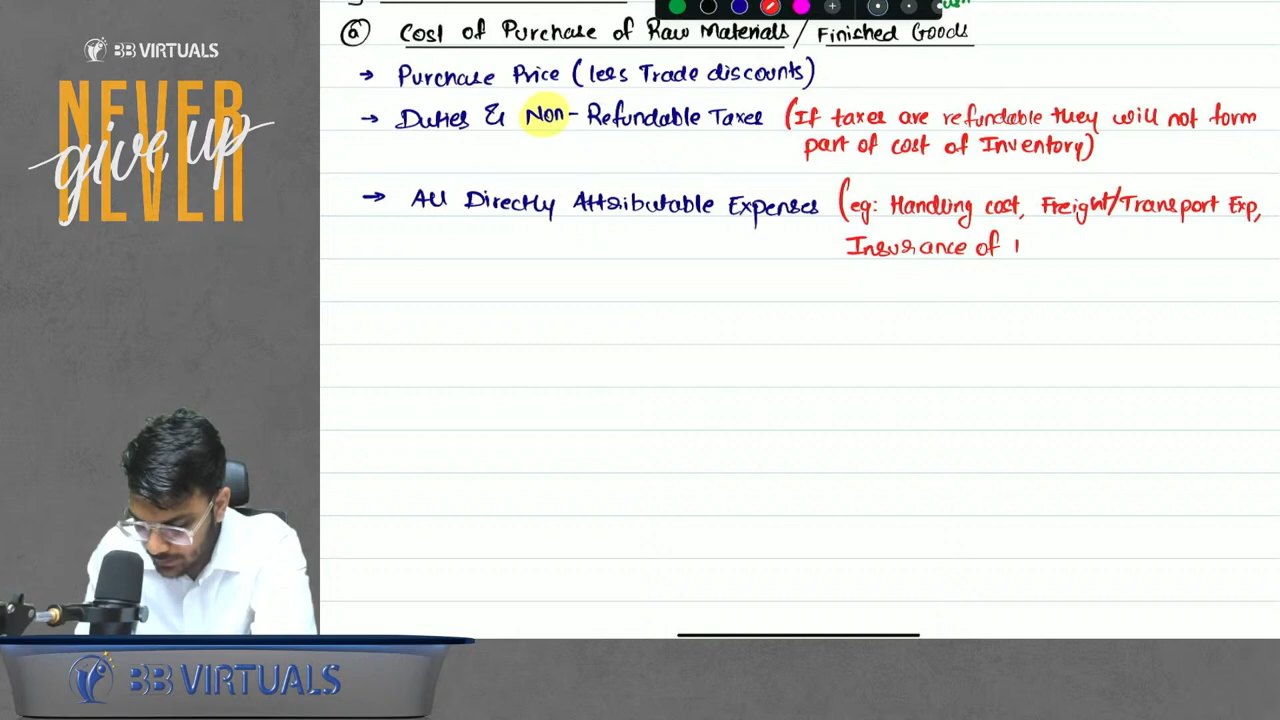 BB VIRTUALS
NEVER
give up
NEVER
(a) Cost of Purchase of Raw Materials / Finished Goods
→ Purchase Price (less Trade discounts)
→ Duties & Non-Refundable Taxes (If taxes are refundable they will not form
part of cost of Inventory)
→ All Directly Attributable Expenses (eg: Handling cost, Freight/Transport Exp,
Insurance of
BB VIRTUALS